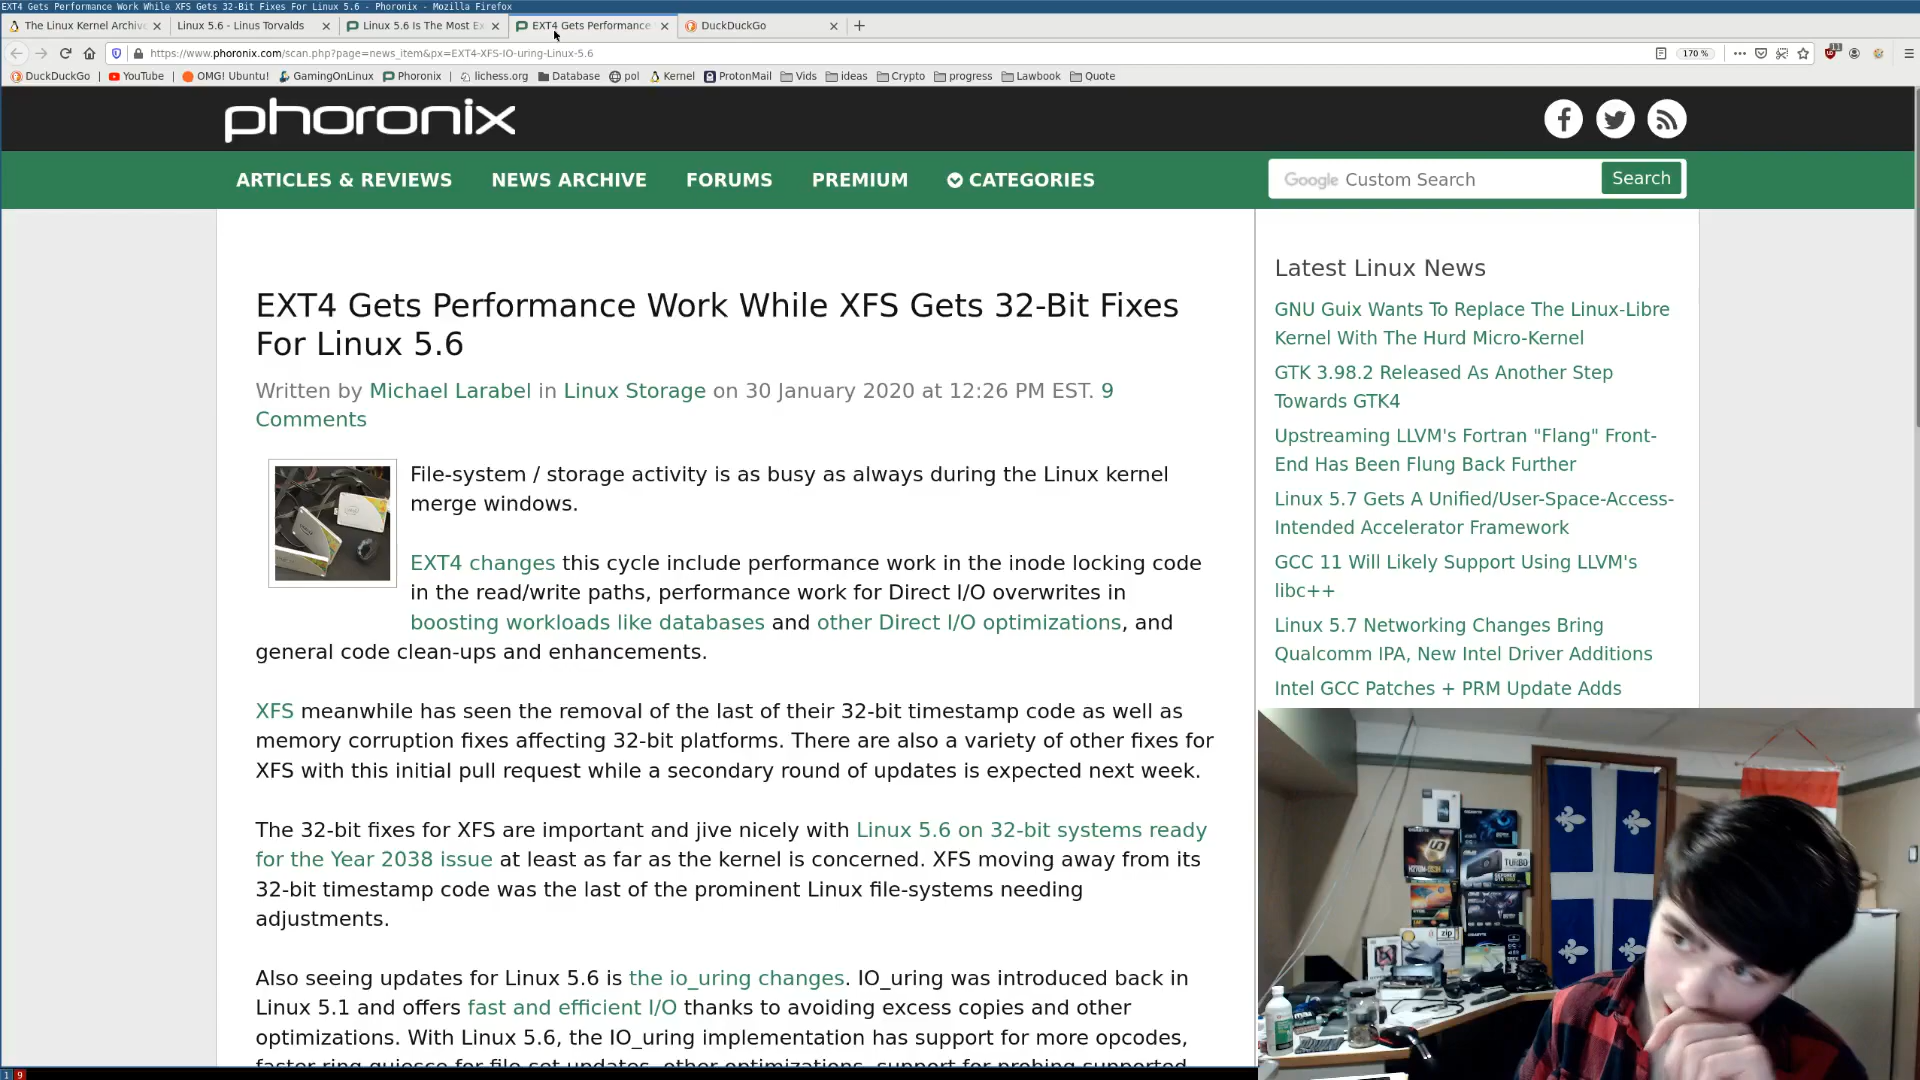 EXT4 Gets Performance Work While XFS Gets 32-Bit Fixes For Linux 5.6 - Phoronix - Mozilla Firefox
The Linux Kernel Archive
Linux 5.6 - Linus Torvalds
Linux 5.6 Is The Most Ex
EXT4 Gets Performance
DuckDuckGo
https://www.phoronix.com/scan.php?page=news_item&px=EXT4-XFS-IO-uring-Linux-5.6
170 %
DuckDuckGo YouTube OMG! Ubuntu! GamingOnLinux Phoronix lichess.org Database pol Kernel ProtonMail Vids ideas Crypto progress Lawbook Quote
phoronix
ARTICLES & REVIEWS NEWS ARCHIVE FORUMS PREMIUM CATEGORIES
Google Custom Search
Search
EXT4 Gets Performance Work While XFS Gets 32-Bit Fixes
For Linux 5.6
Written by Michael Larabel in Linux Storage on 30 January 2020 at 12:26 PM EST. 9
Comments
File-system / storage activity is as busy as always during the Linux kernel
merge windows.
EXT4 changes this cycle include performance work in the inode locking code
in the read/write paths, performance work for Direct I/O overwrites in
boosting workloads like databases and other Direct I/O optimizations, and
general code clean-ups and enhancements.
XFS meanwhile has seen the removal of the last of their 32-bit timestamp code as well as
memory corruption fixes affecting 32-bit platforms. There are also a variety of other fixes for
XFS with this initial pull request while a secondary round of updates is expected next week.
The 32-bit fixes for XFS are important and jive nicely with Linux 5.6 on 32-bit systems ready
for the Year 2038 issue at least as far as the kernel is concerned. XFS moving away from its
32-bit timestamp code was the last of the prominent Linux file-systems needing
adjustments.
Also seeing updates for Linux 5.6 is the io_uring changes. IO_uring was introduced back in
Linux 5.1 and offers fast and efficient I/O thanks to avoiding excess copies and other
optimizations. With Linux 5.6, the IO_uring implementation has support for more opcodes,
faster ring quiesce for file-set updates, other optimizations, support for probing supported
Latest Linux News
GNU Guix Wants To Replace The Linux-Libre
Kernel With The Hurd Micro-Kernel
GTK 3.98.2 Released As Another Step
Towards GTK4
Upstreaming LLVM's Fortran "Flang" Front-
End Has Been Flung Back Further
Linux 5.7 Gets A Unified/User-Space-Access-
Intended Accelerator Framework
GCC 11 Will Likely Support Using LLVM's
libc++
Linux 5.7 Networking Changes Bring
Qualcomm IPA, New Intel Driver Additions
Intel GCC Patches + PRM Update Adds
TURBO
zip
1 9